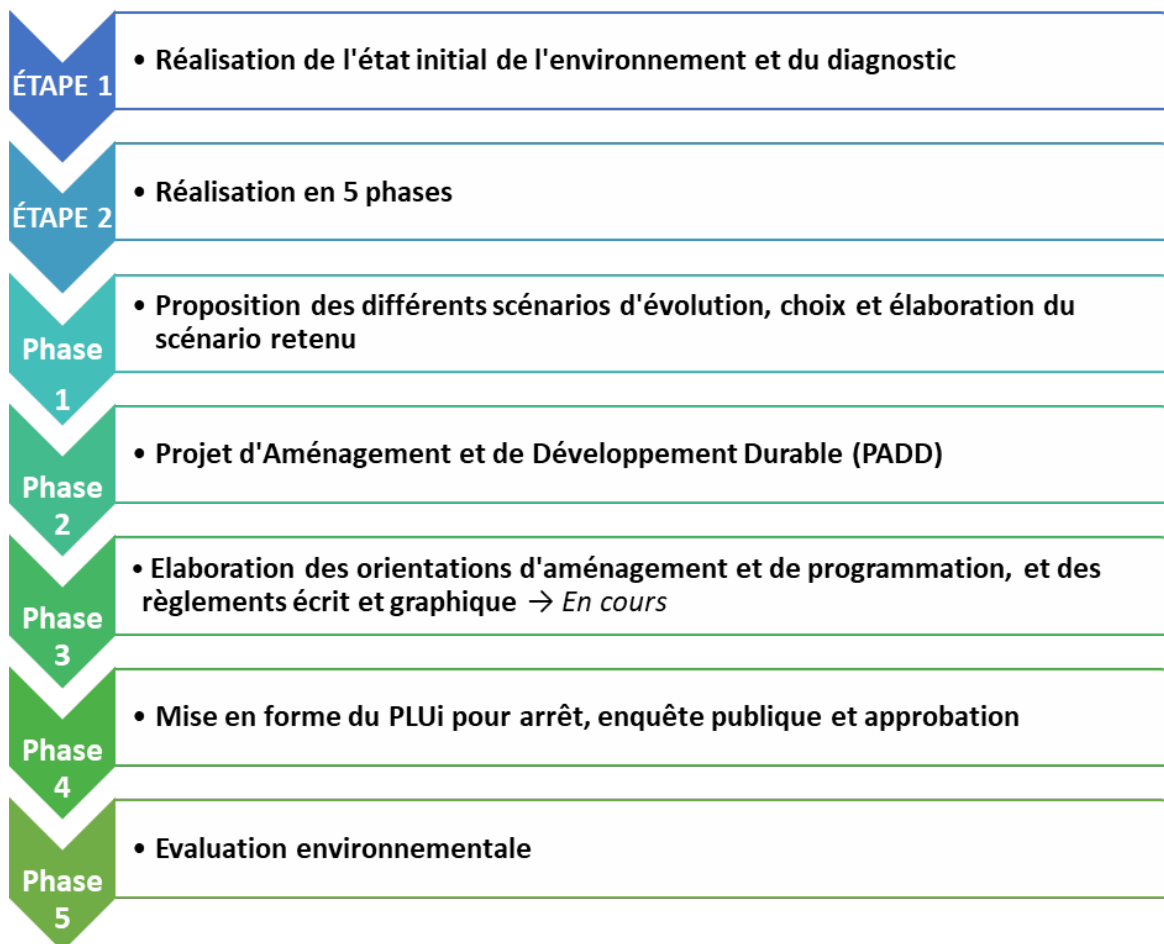 ÉTAPE 1
• Réalisation de l'état initial de l'environnement et du diagnostic
ÉTAPE 2
• Réalisation en 5 phases
Phase
1
• Proposition des différents scénarios d'évolution, choix et élaboration du
scénario retenu
Phase
2
• Projet d'Aménagement et de Développement Durable (PADD)
Phase
3
• Elaboration des orientations d'aménagement et de programmation, et des
règlements écrit et graphique → En cours
Phase
4
• Mise en forme du PLUi pour arrêt, enquête publique et approbation
Phase
5
• Evaluation environnementale